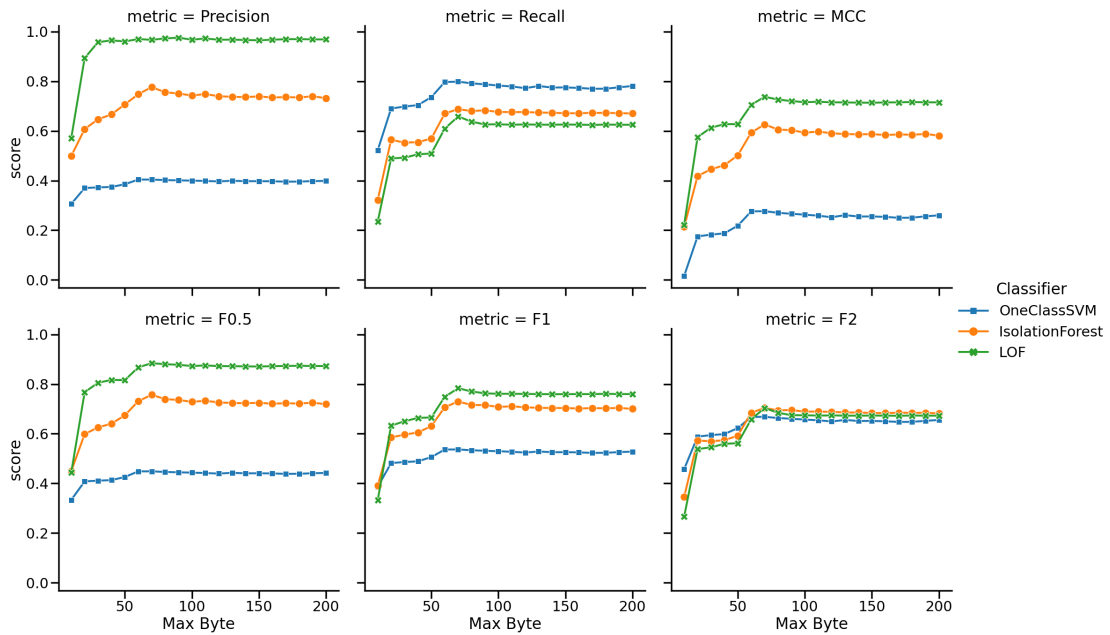 metric = Precision
metric = Recall
metric = MCC
1.0
0.8
0.6
0.4
0.2
0.0
score
metric = F0.5
metric = F1
metric = F2
1.0
0.8
0.6
0.4
0.2
0.0
score
50
100
150
200
Max Byte
50
100
150
200
Max Byte
50
100
150
200
Max Byte
Classifier
OneClassSVM
IsolationForest
LOF